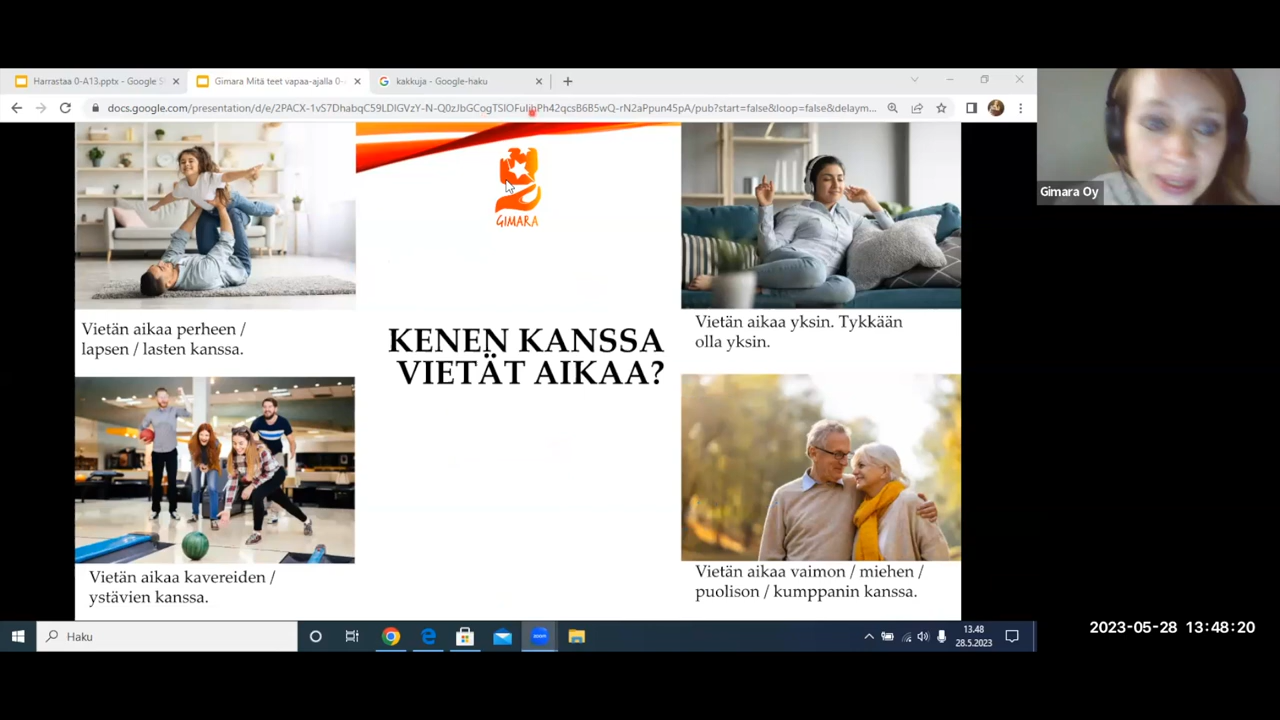 Harrastaa 0-A13.pptx - Google S
Gimara Mitä teet vapaa-ajalla 0-
kakkuja - Google-haku
GIMARA
Gimara Oy
Vietän aikaa perheen /
lapsen / lasten kanssa.
KENEN KANSSA
VIETÄT AIKAA?
Vietän aikaa yksin. Tykkään
olla yksin.
Vietän aikaa kavereiden /
ystävien kanssa.
Vietän aikaa vaimon / miehen /
puolison / kumppanin kanssa.
Haku
13.48
28.5.2023
2023-05-28 13:48:20